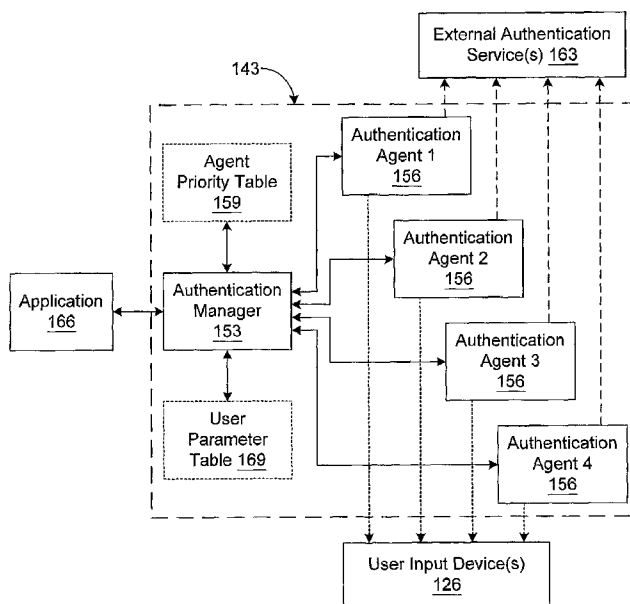 External Authentication
Service(s) 163
143
Authentication
Agent 1
156
Agent
Priority Table
159
Authentication
Agent 2
156
Application
166
Authentication
Manager
153
Authentication
Agent 3
156
User
Parameter
Table 169
Authentication
Agent 4
156
User Input Device(s)
126